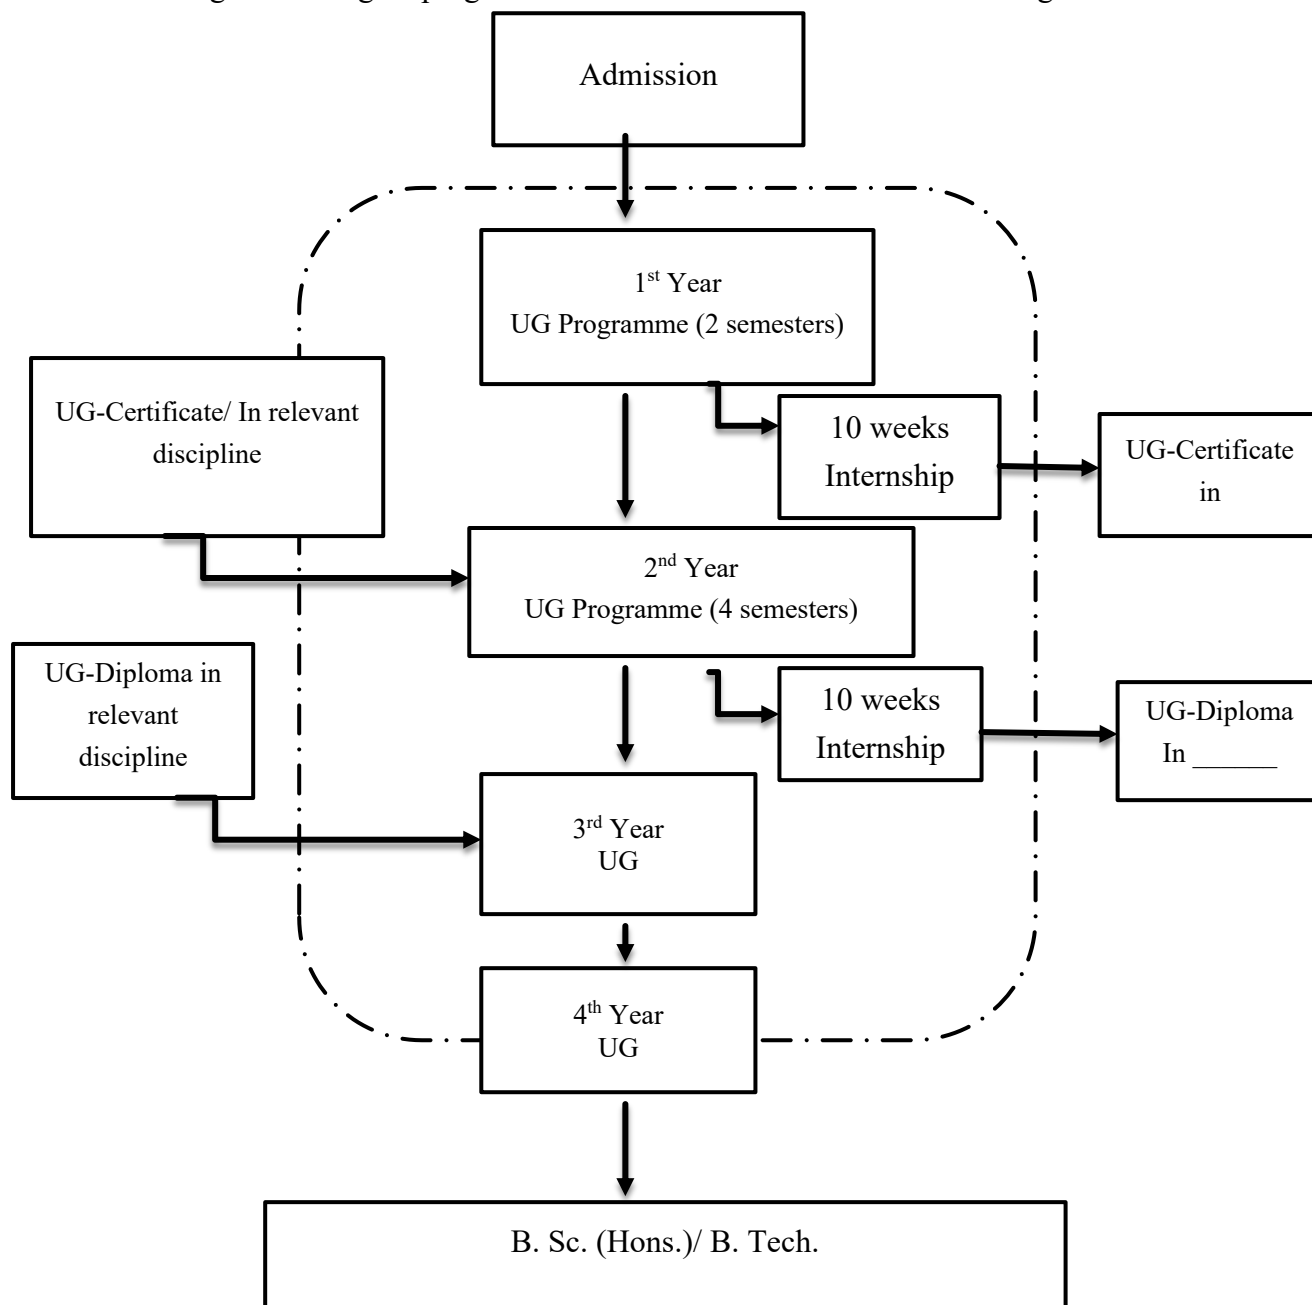 Admission
1st Year
UG Programme (2 semesters)
UG-Certificate/ In relevant
discipline
10 weeks
Internship
UG-Certificate
in
2nd Year
UG Programme (4 semesters)
UG-Diploma in
relevant
discipline
10 weeks
Internship
UG-Diploma
In ______
3rd Year
UG
4th Year
UG
B. Sc. (Hons.)/ B. Tech.